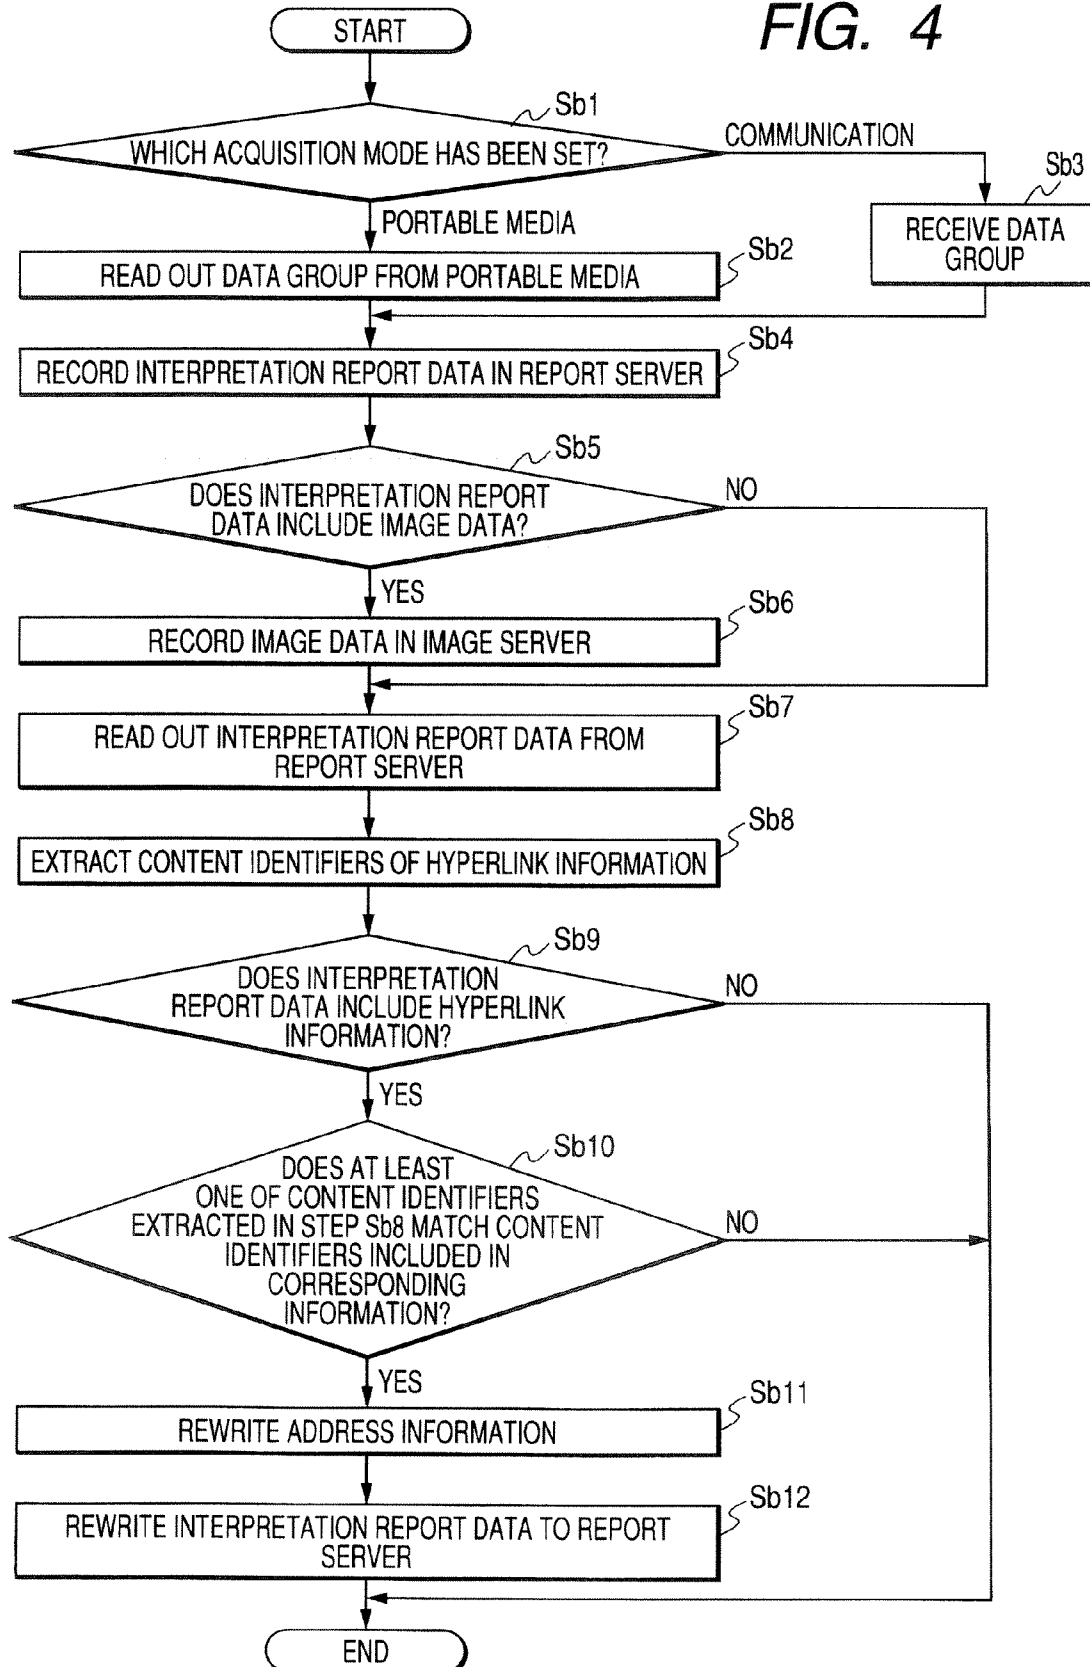 FIG. 4
START
Sb1
WHICH ACQUISITION MODE HAS BEEN SET?
COMMUNICATION
PORTABLE MEDIA
Sb3
RECEIVE DATA
GROUP
Sb2
READ OUT DATA GROUP FROM PORTABLE MEDIA
Sb4
RECORD INTERPRETATION REPORT DATA IN REPORT SERVER
Sb5
DOES INTERPRETATION REPORT
DATA INCLUDE IMAGE DATA?
NO
YES
Sb6
RECORD IMAGE DATA IN IMAGE SERVER
Sb7
READ OUT INTERPRETATION REPORT DATA FROM
REPORT SERVER
Sb8
EXTRACT CONTENT IDENTIFIERS OF HYPERLINK INFORMATION
Sb9
DOES INTERPRETATION
REPORT DATA INCLUDE HYPERLINK
INFORMATION?
NO
YES
Sb10
DOES AT LEAST
ONE OF CONTENT IDENTIFIERS
EXTRACTED IN STEP Sb8 MATCH CONTENT
IDENTIFIERS INCLUDED IN
CORRESPONDING
INFORMATION?
NO
YES
Sb11
REWRITE ADDRESS INFORMATION
Sb12
REWRITE INTERPRETATION REPORT DATA TO REPORT
SERVER
END